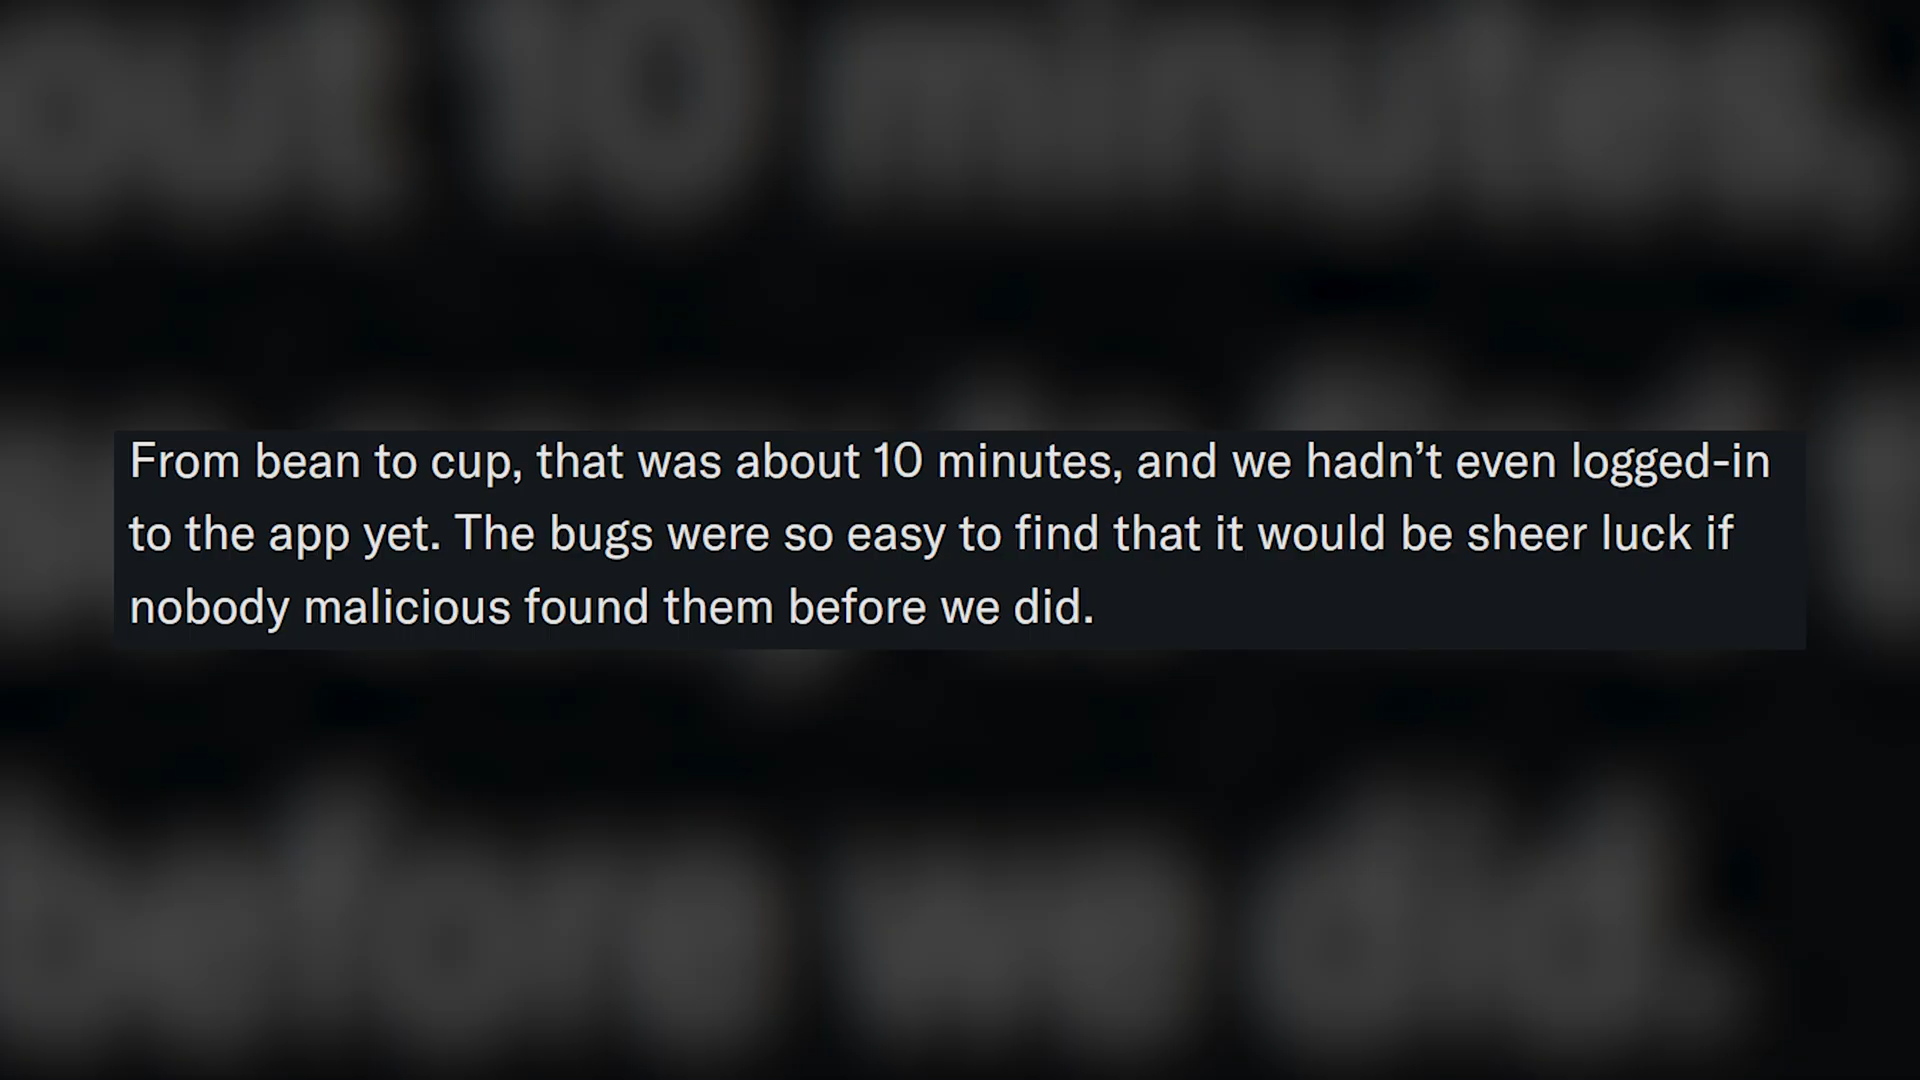 From bean to cup, that was about 10 minutes, and we hadn’t even logged-in
to the app yet. The bugs were so easy to find that it would be sheer luck if
nobody malicious found them before we did.